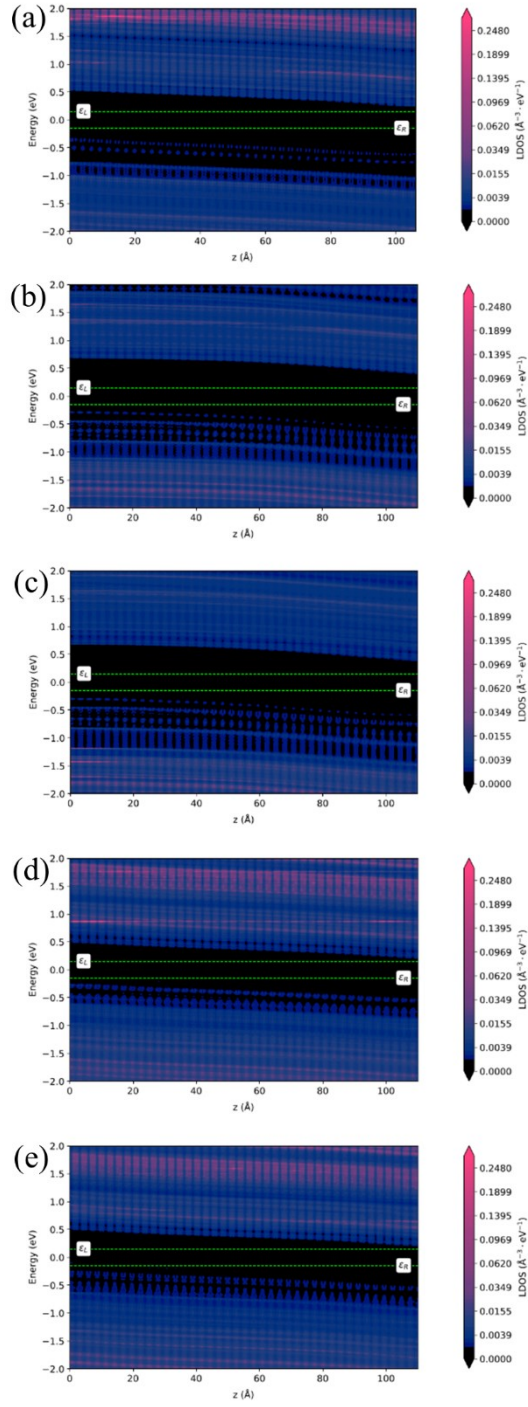 (a)
2.0
1.5
1.0
0.5
0.0
−0.5
−1.0
−1.5
−2.0
Energy (eV)
ε_L
ε_R
0 20 40 60 80 100
z (Å)
0.2480
0.1899
0.1395
0.0969
0.0620
0.0349
0.0155
0.0039
0.0000
LDOS (Å⁻³ · eV⁻¹)
(b)
2.0
1.5
1.0
0.5
0.0
−0.5
−1.0
−1.5
−2.0
Energy (eV)
ε_L
ε_R
0 20 40 60 80 100
z (Å)
0.2480
0.1899
0.1395
0.0969
0.0620
0.0349
0.0155
0.0039
0.0000
LDOS (Å⁻³ · eV⁻¹)
(c)
2.0
1.5
1.0
0.5
0.0
−0.5
−1.0
−1.5
−2.0
Energy (eV)
ε_L
ε_R
0 20 40 60 80 100
z (Å)
0.2480
0.1899
0.1395
0.0969
0.0620
0.0349
0.0155
0.0039
0.0000
LDOS (Å⁻³ · eV⁻¹)
(d)
2.0
1.5
1.0
0.5
0.0
−0.5
−1.0
−1.5
−2.0
Energy (eV)
ε_L
ε_R
0 20 40 60 80 100
z (Å)
0.2480
0.1899
0.1395
0.0969
0.0620
0.0349
0.0155
0.0039
0.0000
LDOS (Å⁻³ · eV⁻¹)
(e)
2.0
1.5
1.0
0.5
0.0
−0.5
−1.0
−1.5
−2.0
Energy (eV)
ε_L
ε_R
0 20 40 60 80 100
z (Å)
0.2480
0.1899
0.1395
0.0969
0.0620
0.0349
0.0155
0.0039
0.0000
LDOS (Å⁻³ · eV⁻¹)